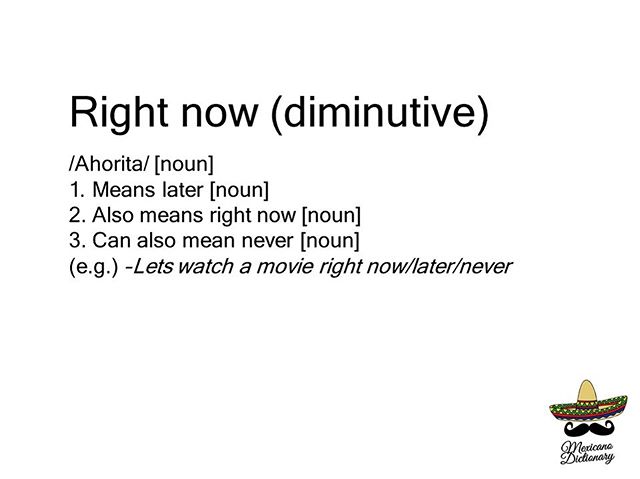 Right now (diminutive)
/Ahorita/ [noun]
1. Means later [noun]
2. Also means right now [noun]
3. Can also mean never [noun]
(e.g.) -Lets watch a movie right now/later/never
Mexicano
Dictionary